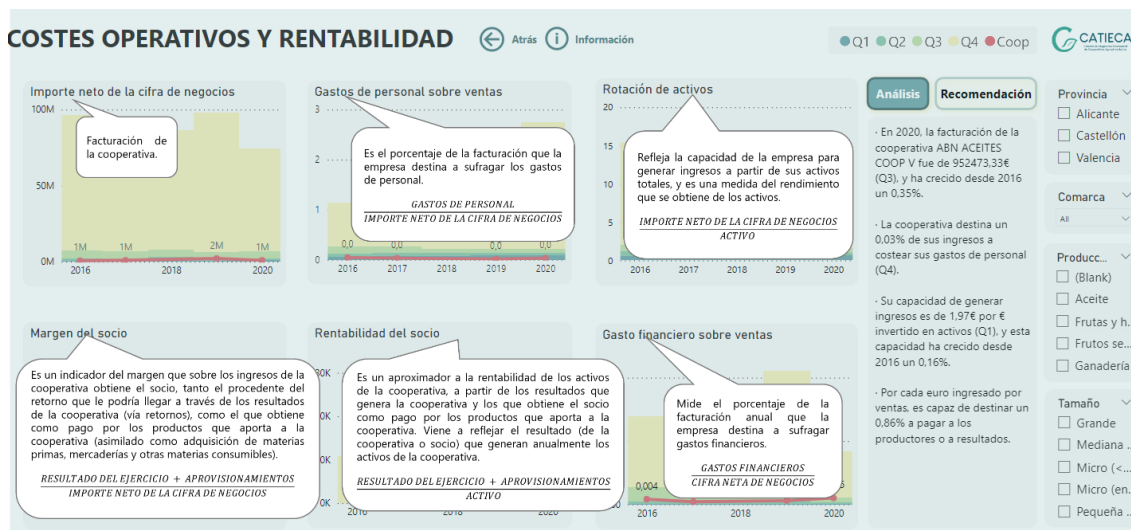 COSTES OPERATIVOS Y RENTABILIDAD
Atrás
Información
Q1 Q2 Q3 Q4 Coop
CATIECA
Importe neto de la cifra de negocios
100M
50M
0M
1M 1M 2M 1M
2016 2018 2020
Facturación de
la cooperativa.
Gastos de personal sobre ventas
3
2
1
0
0,0 0,0 0,0 0,0
2016 2017 2018 2019 2020
Es el porcentaje de la facturación que la
empresa destina a sufragar los gastos
de personal.
GASTOS DE PERSONAL
IMPORTE NETO DE LA CIFRA DE NEGOCIOS
Rotación de activos
20
15
10
5
0
2016 2017 2018 2019 2020
Refleja la capacidad de la empresa para
generar ingresos a partir de sus activos
totales, y es una medida del rendimiento
que se obtiene de los activos.
IMPORTE NETO DE LA CIFRA DE NEGOCIOS
ACTIVO
Margen del socio
Es un indicador del margen que sobre los ingresos de la
cooperativa obtiene el socio, tanto el procedente del
retorno que le podría llegar a través de los resultados
de la cooperativa (vía retornos), como el que obtiene
como pago por los productos que aporta a la
cooperativa (asimilado como adquisición de materias
primas, mercaderías y otras materias consumibles).
RESULTADO DEL EJERCICIO + APROVISIONAMIENTOS
IMPORTE NETO DE LA CIFRA DE NEGOCIOS
Rentabilidad del socio
Es un aproximador a la rentabilidad de los activos
de la cooperativa, a partir de los resultados que
genera la cooperativa y los que obtiene el socio
como pago por los productos que aporta a la
cooperativa. Viene a reflejar el resultado (de la
cooperativa o socio) que generan anualmente los
activos de la cooperativa.
RESULTADO DEL EJERCICIO + APROVISIONAMIENTOS
ACTIVO
2016 2017 2018 2019 2020
Gasto financiero sobre ventas
0,004
2016 2017 2018 2019 2020
Mide el porcentaje de la
facturación anual que la
empresa destina a sufragar
gastos financieros.
GASTOS FINANCIEROS
CIFRA NETA DE NEGOCIOS
Análisis
Recomendación
· En 2020, la facturación de la
cooperativa ABN ACEITES
COOP V fue de 952473,33€
(Q3), y ha crecido desde 2016
un 0,35%.
· La cooperativa destina un
0,03% de sus ingresos a
costear sus gastos de personal
(Q4).
· Su capacidad de generar
ingresos es de 1,97€ por €
invertido en activos (Q1), y esta
capacidad ha crecido desde
2016 un 0,16%.
· Por cada euro ingresado por
ventas, es capaz de destinar un
0,86% a pagar a los
productores o a resultados.
Provincia
Alicante
Castellón
Valencia
Comarca
All
Producc...
(Blank)
Aceite
Frutas y h...
Frutos se...
Ganadería
Tamaño
Grande
Mediana ...
Micro (<...
Micro (en...
Pequeña ...